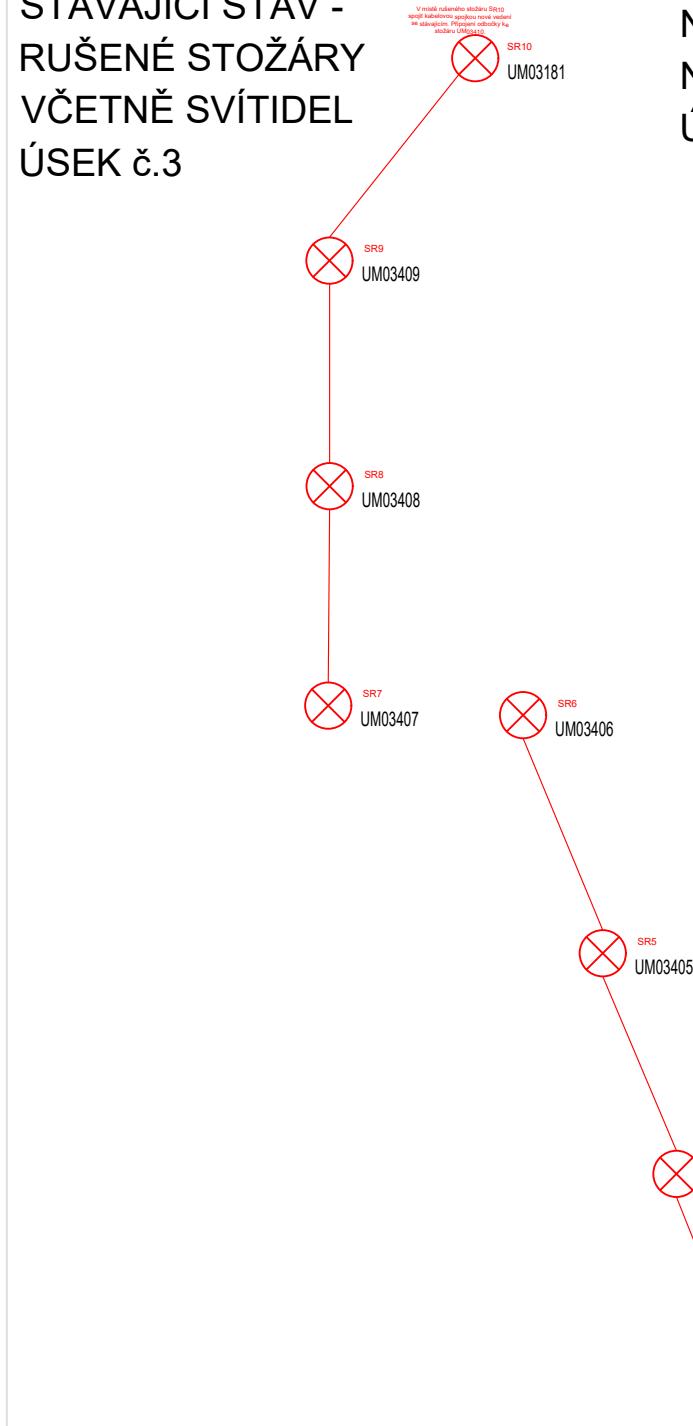 STÁVAJÍCÍ STAV -
RUŠENÉ STOŽÁRY
VČETNĚ SVÍTIDEL
ÚSEK č.3
V místě rušeného stožáru SR10
spojit kabelovou spojkou nové vedení
se stávajícím. Připojení odbočky ke
stožáru UM03410.
SR10
UM03181
SR9
UM03409
SR8
UM03408
SR7
UM03407
SR6
UM03406
SR5
UM03405